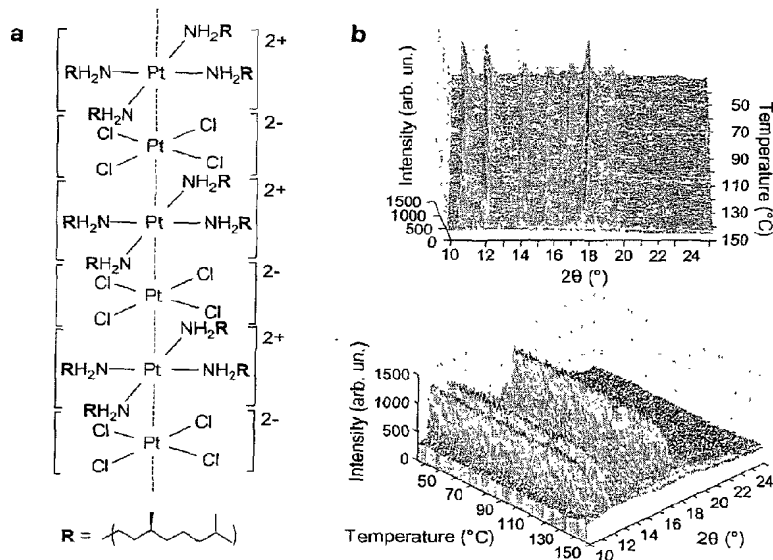 a
NH₂R
2+
RH₂N Pt NH₂R
RH₂N
2-
Cl Cl
Pt
Cl Cl
NH₂R
2+
RH₂N Pt NH₂R
RH₂N
2-
Cl Cl
Pt
Cl Cl
NH₂R
2+
RH₂N Pt NH₂R
RH₂N
2-
Cl Cl
Pt
Cl Cl
R =
b
Intensity (arb. un.)
1500
1000
500
0
10 12 14 16 18 20 22 24
2θ (°)
50
70
90
110
130
150
Temperature (°C)
Intensity (arb. un.)
1500
1000
500
0
50 70 90 110 130 150
Temperature (°C)
10 12 14 16 18 20 22 24
2θ (°)